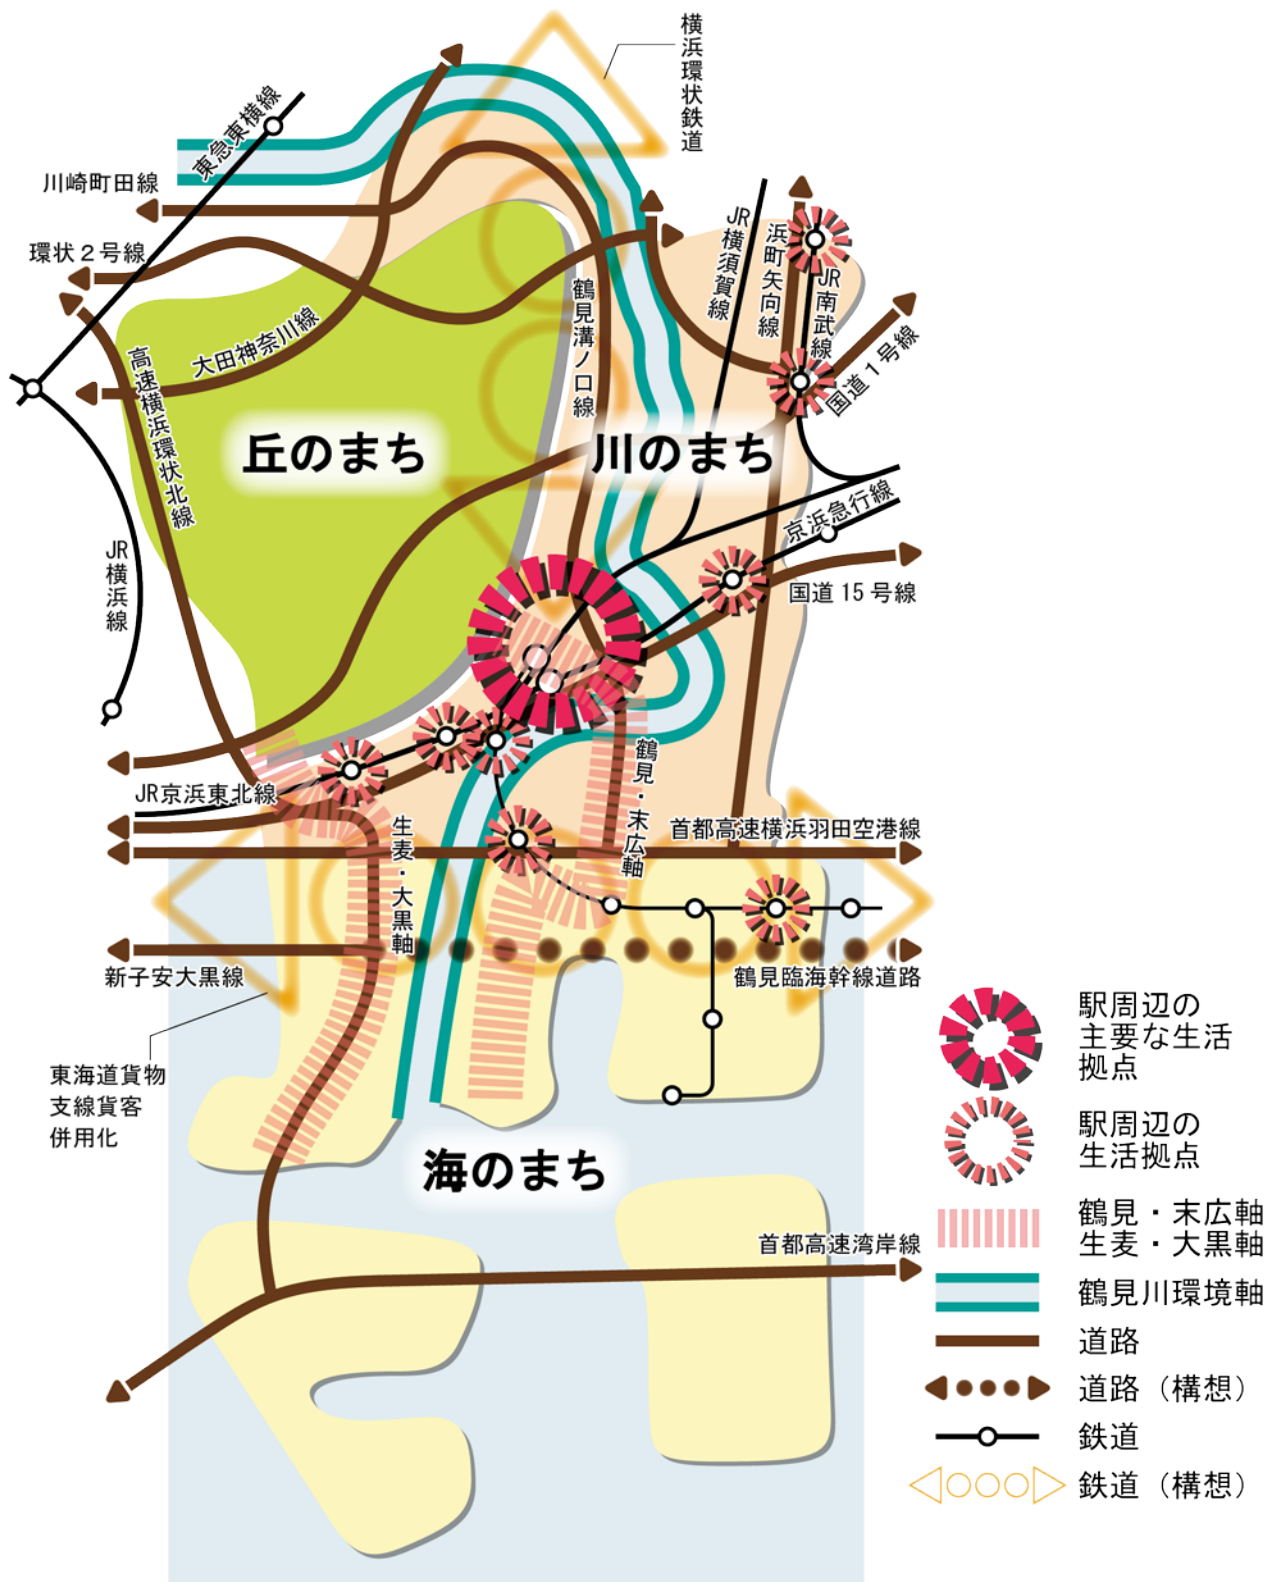 横浜環状鉄道
東急東横線
川崎町田線
環状２号線
大田神奈川線
高速横浜環状北線
鶴見溝ノ口線
JR横須賀線
浜町矢向線
JR南武線
国道１号線
丘のまち
川のまち
京浜急行線
国道15号線
JR横浜線
JR京浜東北線
鶴見・末広軸
生麦・大黒軸
首都高速横浜羽田空港線
新子安大黒線
鶴見臨海幹線道路
東海道貨物
支線貨客
併用化
海のまち
首都高速湾岸線
駅周辺の
主要な生活
拠点
駅周辺の
生活拠点
鶴見・末広軸
生麦・大黒軸
鶴見川環境軸
道路
道路（構想）
鉄道
鉄道（構想）